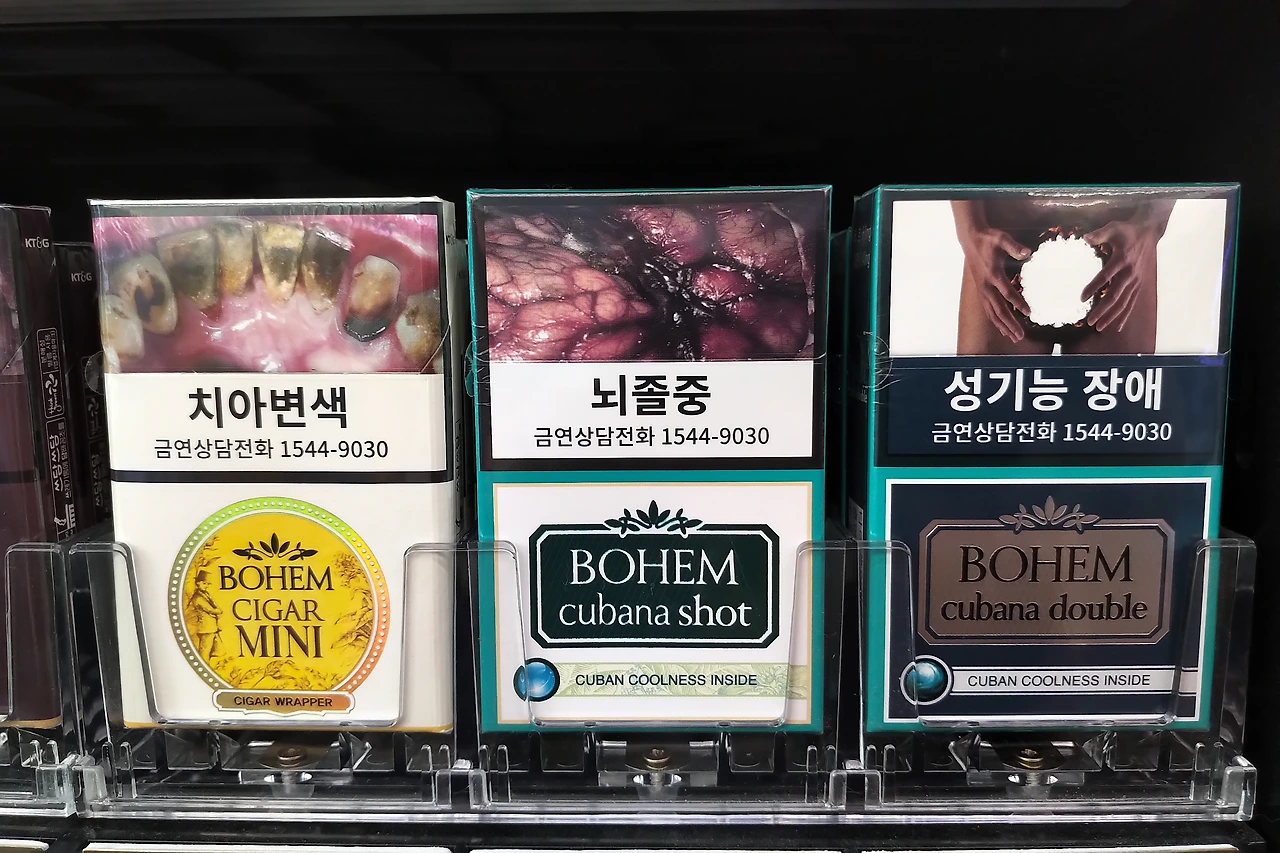 KT&G
KT&G
치아변색
금연상담전화 1544-9030
BOHEM
CIGAR
MINI
CIGAR WRAPPER
뇌졸중
금연상담전화 1544-9030
BOHEM
cubana shot
CUBAN COOLNESS INSIDE
성기능 장애
금연상담전화 1544-9030
BOHEM
cubana double
CUBAN COOLNESS INSIDE